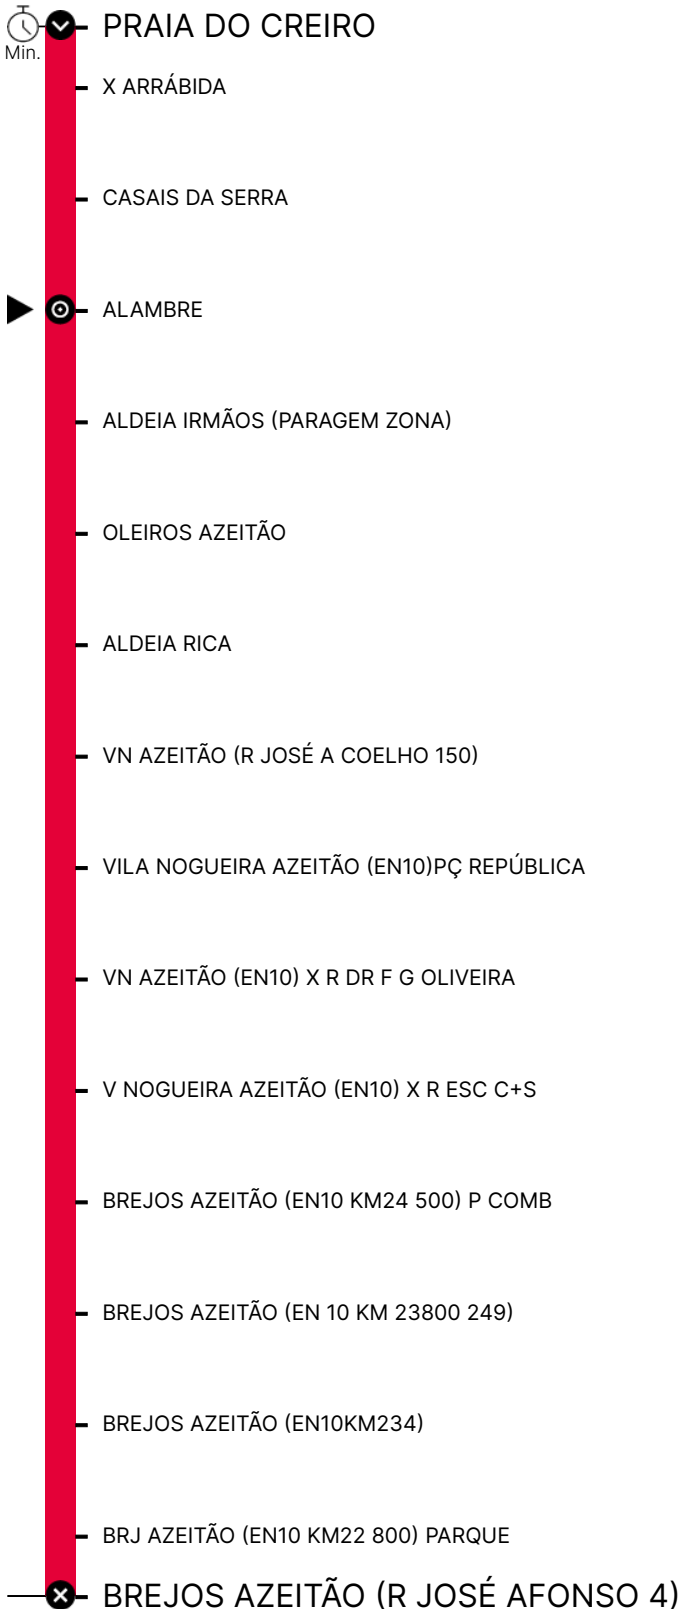 PRAIA DO CREIRO
Min.
X ARRÁBIDA
CASAIS DA SERRA
ALAMBRE
ALDEIA IRMÃOS (PARAGEM ZONA)
OLEIROS AZEITÃO
ALDEIA RICA
VN AZEITÃO (R JOSÉ A COELHO 150)
VILA NOGUEIRA AZEITÃO (EN10)PÇ REPÚBLICA
VN AZEITÃO (EN10) X R DR F G OLIVEIRA
V NOGUEIRA AZEITÃO (EN10) X R ESC C+S
BREJOS AZEITÃO (EN10 KM24 500) P COMB
BREJOS AZEITÃO (EN 10 KM 23800 249)
BREJOS AZEITÃO (EN10KM234)
BRJ AZEITÃO (EN10 KM22 800) PARQUE
BREJOS AZEITÃO (R JOSÉ AFONSO 4)